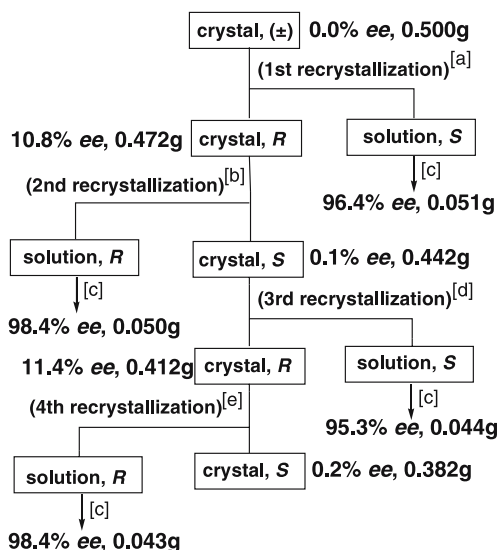 crystal, (±) 0.0% ee, 0.500g
(1st recrystallization)[a]
10.8% ee, 0.472g crystal, R solution, S
(2nd recrystallization)[b] [c]
96.4% ee, 0.051g
solution, R crystal, S 0.1% ee, 0.442g
[c] (3rd recrystallization)[d]
98.4% ee, 0.050g
11.4% ee, 0.412g crystal, R solution, S
(4th recrystallization)[e] [c]
95.3% ee, 0.044g
solution, R crystal, S 0.2% ee, 0.382g
[c]
98.4% ee, 0.043g